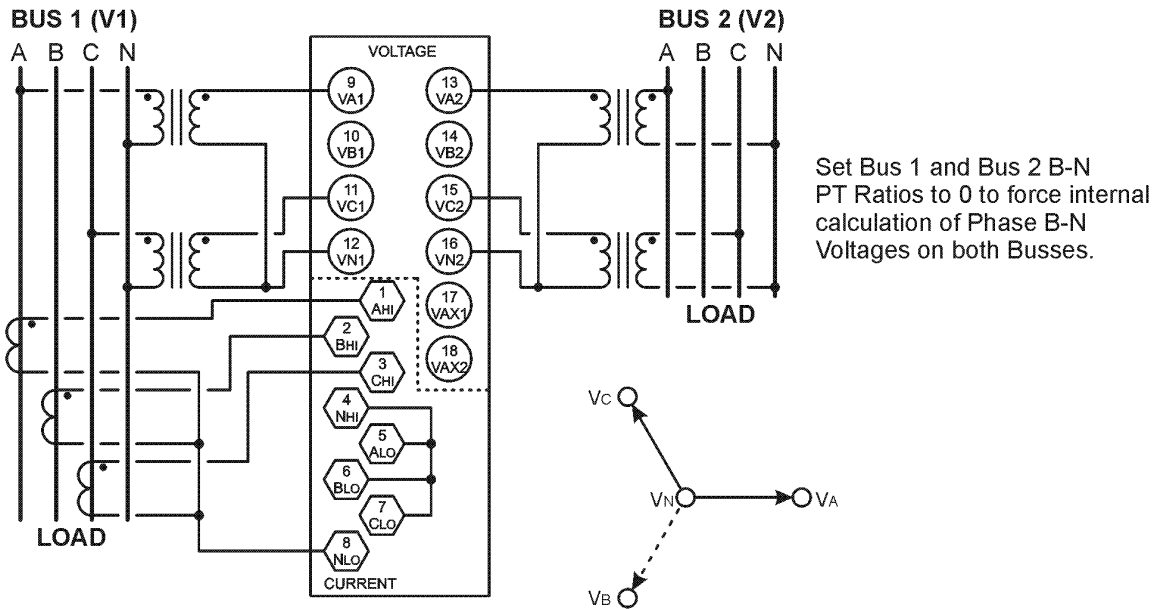 BUS 1 (V1)
A B C N
VOLTAGE
BUS 2 (V2)
A B C N
9
VA1
13
VA2
10
VB1
14
VB2
11
VC1
15
VC2
12
VN1
16
VN2
1
AHI
17
VAX1
2
BHI
18
VAX2
3
CHI
4
NHI
5
ALO
6
BLO
7
CLO
8
NLO
CURRENT
LOAD
LOAD
Set Bus 1 and Bus 2 B-N
PT Ratios to 0 to force internal
calculation of Phase B-N
Voltages on both Busses.
VC
VN
VA
VB